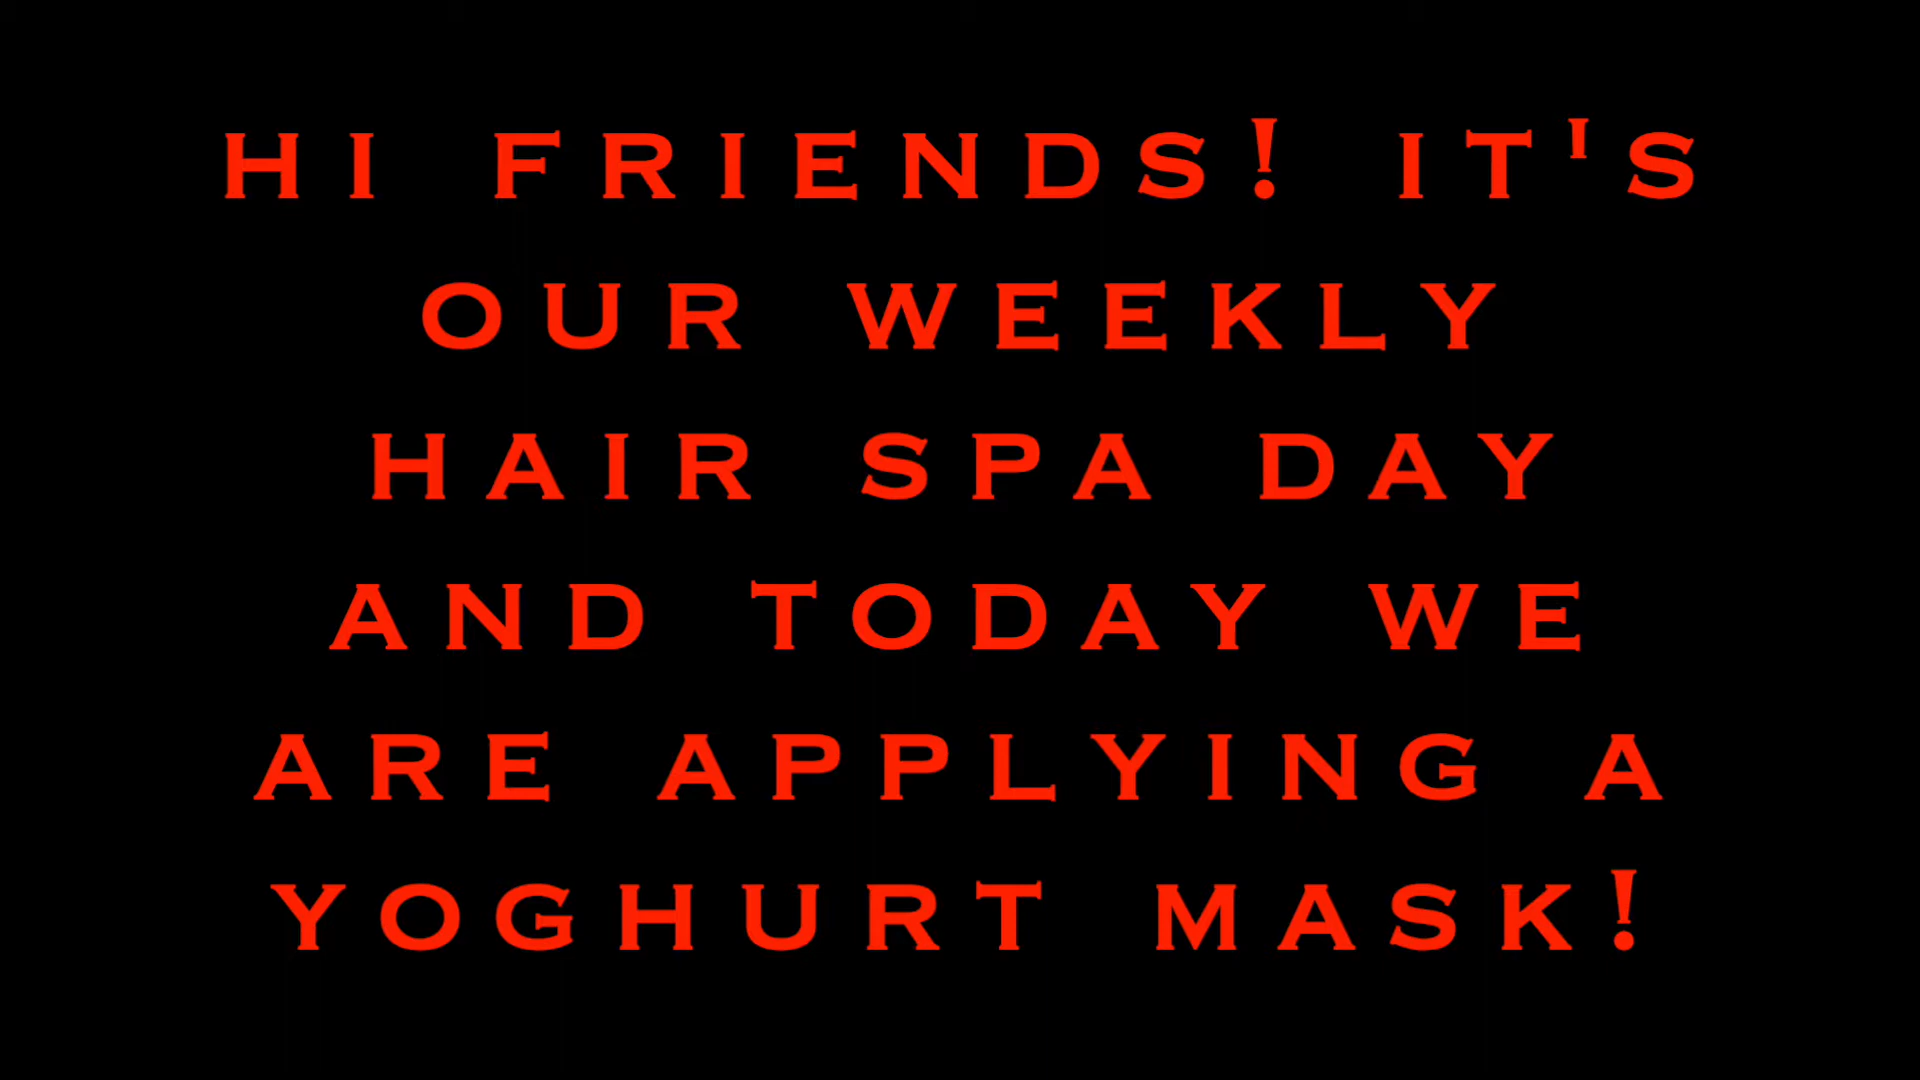 HI FRIENDS! IT'S
OUR WEEKLY
HAIR SPA DAY
AND TODAY WE
ARE APPLYING A
YOGHURT MASK!